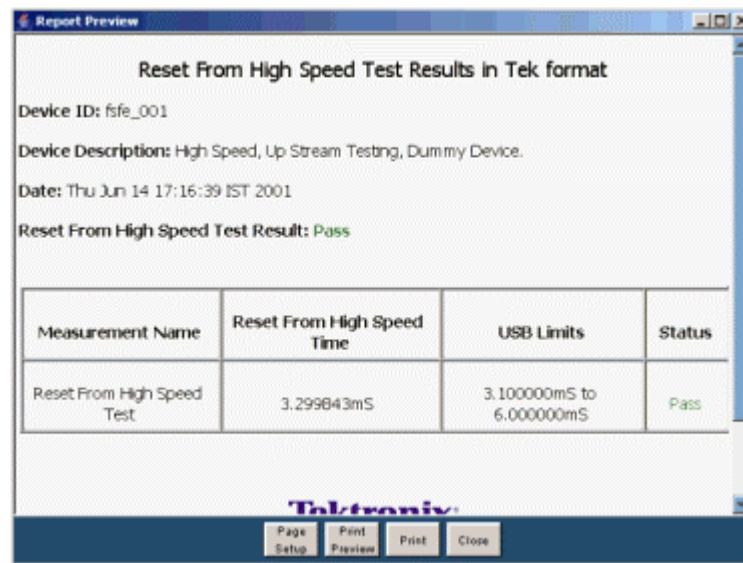 Report Preview
Reset From High Speed Test Results in Tek format
Device ID: fsfe_001
Device Description: High Speed, Up Stream Testing, Dummy Device.
Date: Thu Jun 14 17:16:39 IST 2001
Reset From High Speed Test Result: Pass
Measurement Name
Reset From High Speed
Time
USB Limits
Status
Reset From High Speed
Test
3.299843mS
3.100000mS to
6.000000mS
Pass
Tektronix
Page
Setup
Print
Preview
Print
Close